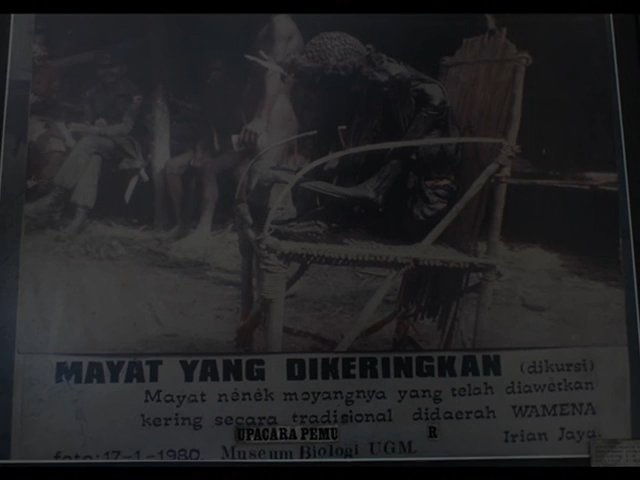 MAYAT YANG DIKERINGKAN (dikursi)
Mayat nenek moyangnya yang telah diawetkan
kering secara tradisional didaerah WAMENA
UPACARA PEMU R Irian Jaya.
foto: 17-1-1980 Museum Biologi UGM.